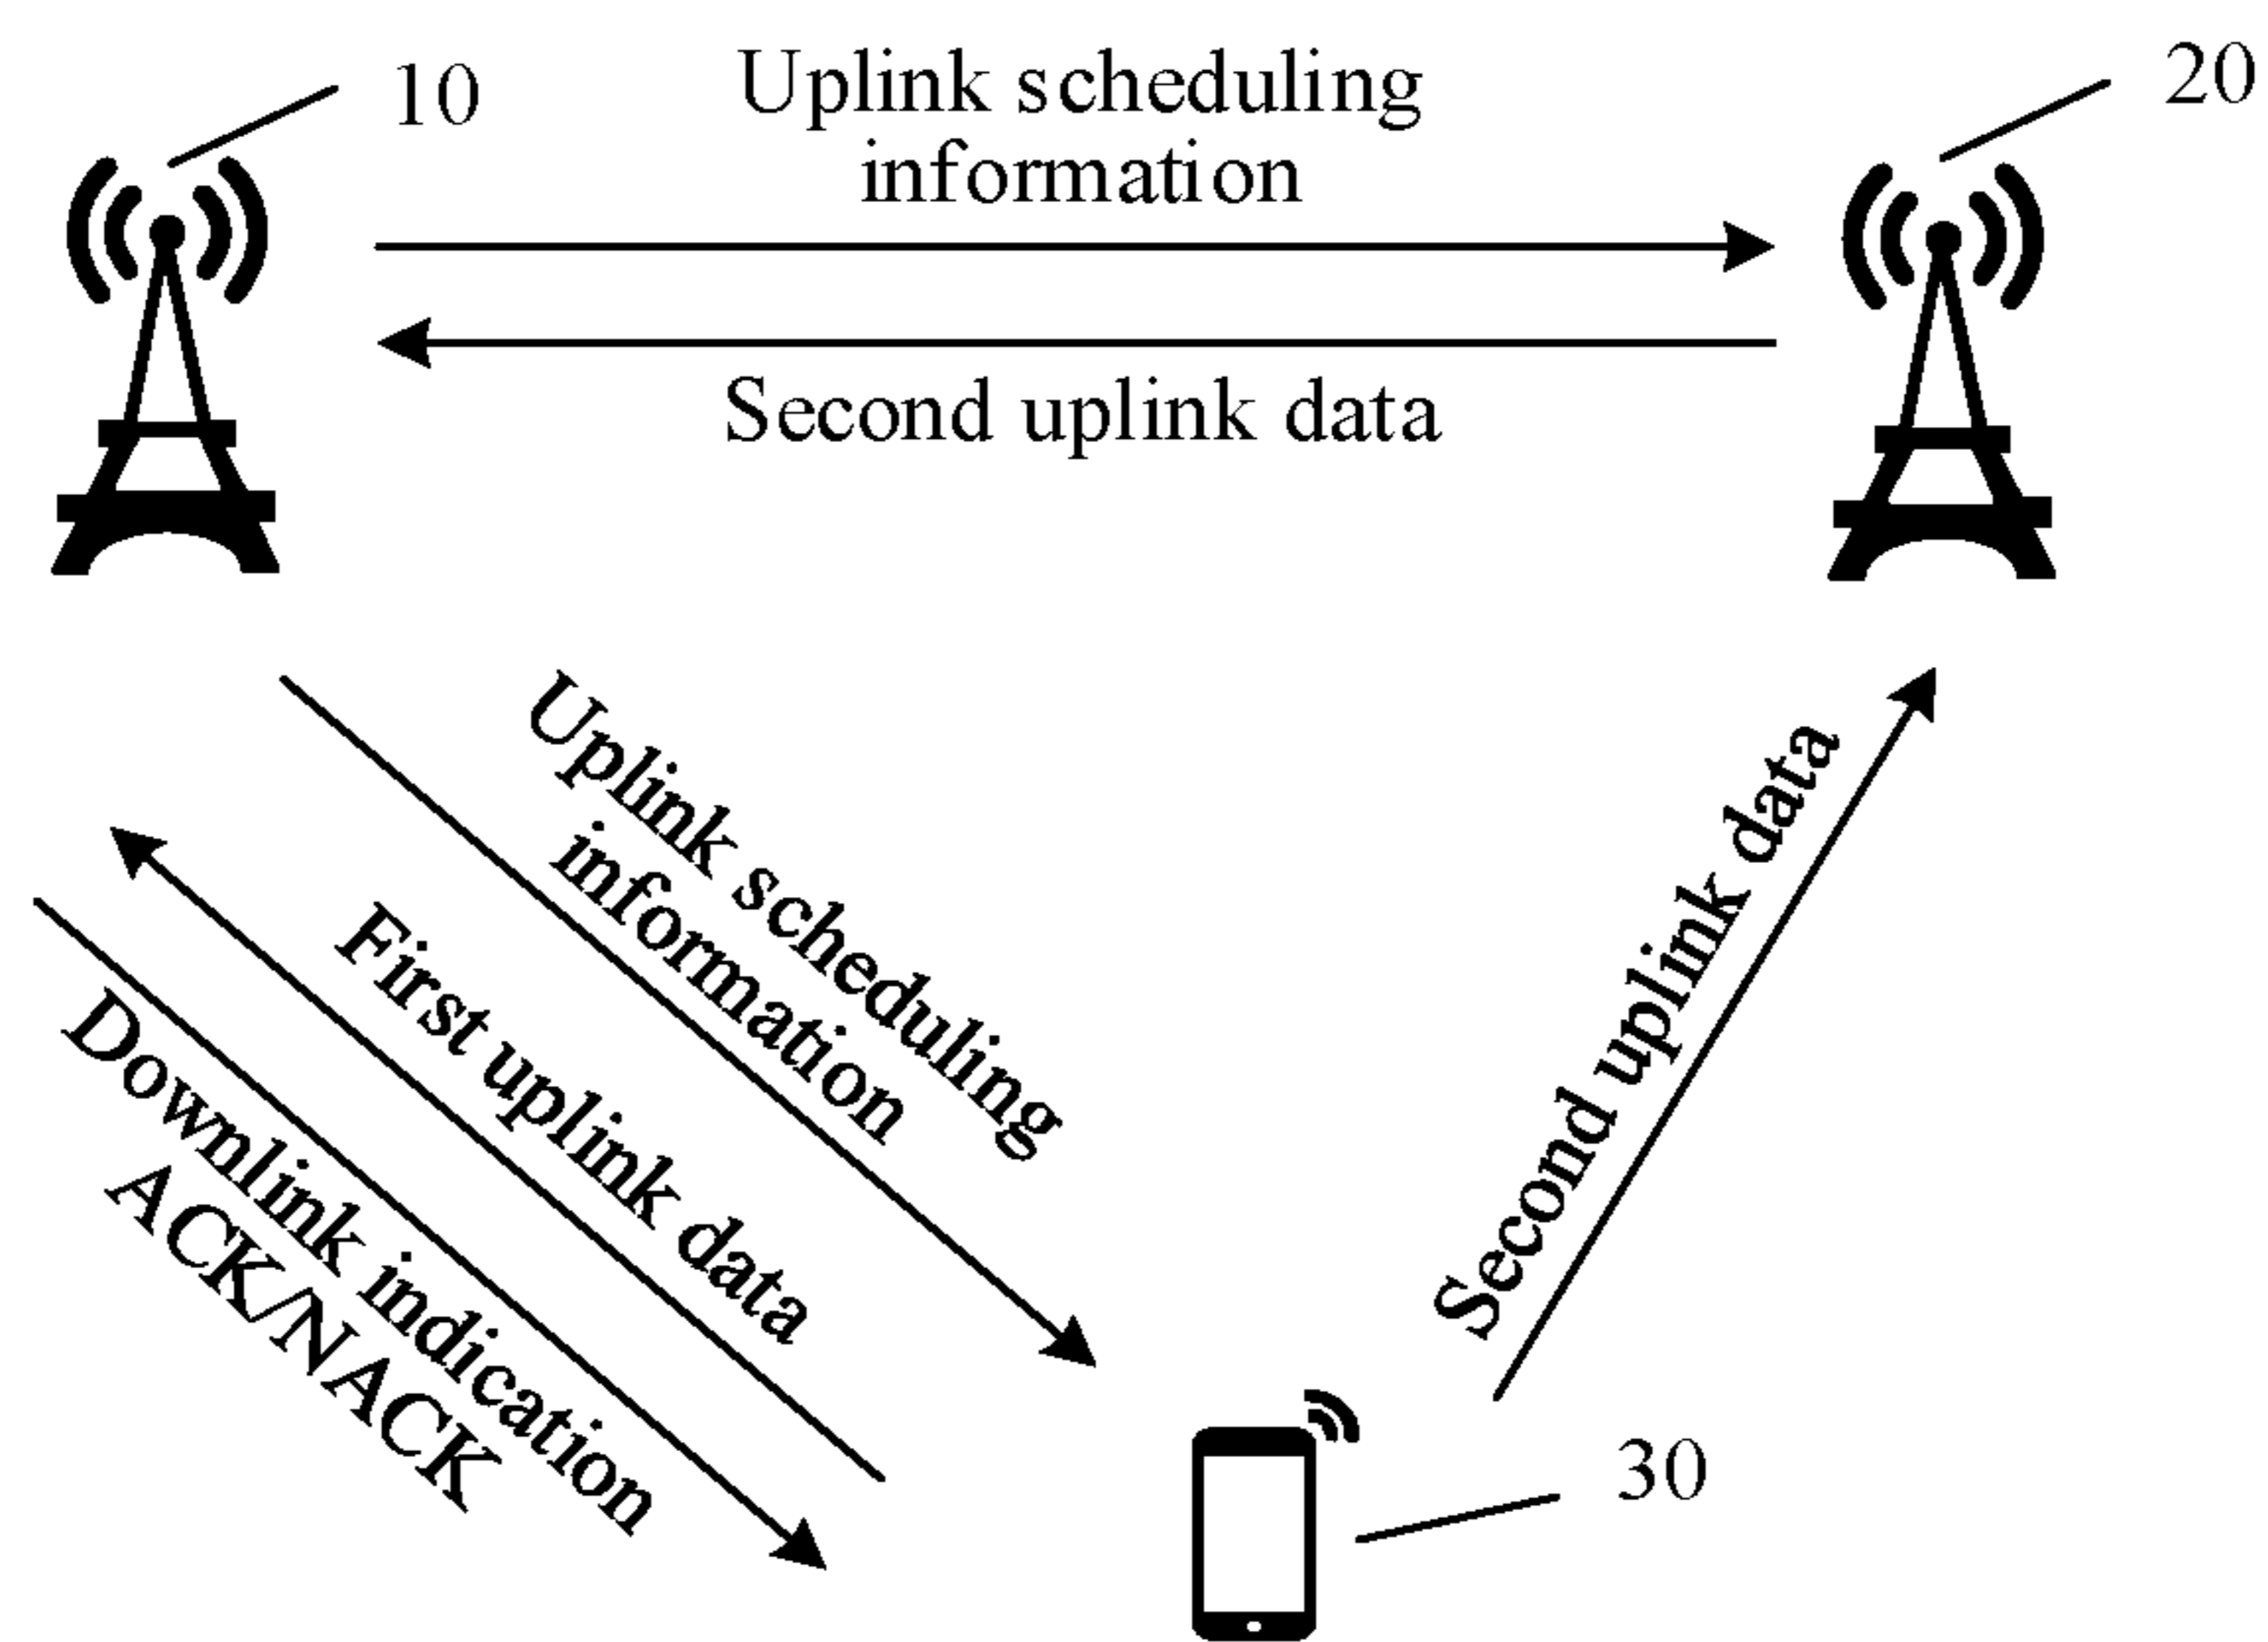 10
20
Uplink scheduling
information
Second uplink data
Uplink scheduling
information
First uplink data
Downlink indication
ACK/NACK
Second uplink data
30